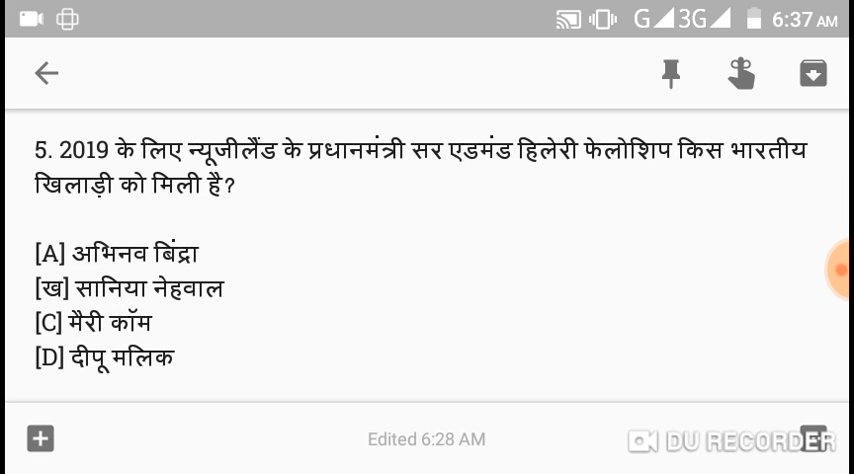 G 3G 6:37 AM
5. 2019 के लिए न्यूजीलैंड के प्रधानमंत्री सर एडमंड हिलेरी फेलोशिप किस भारतीय
खिलाड़ी को मिली है?
[A] अभिनव बिंद्रा
[ख] सानिया नेहवाल
[C] मैरी कॉम
[D] दीपू मलिक
Edited 6:28 AM
DU RECORDER